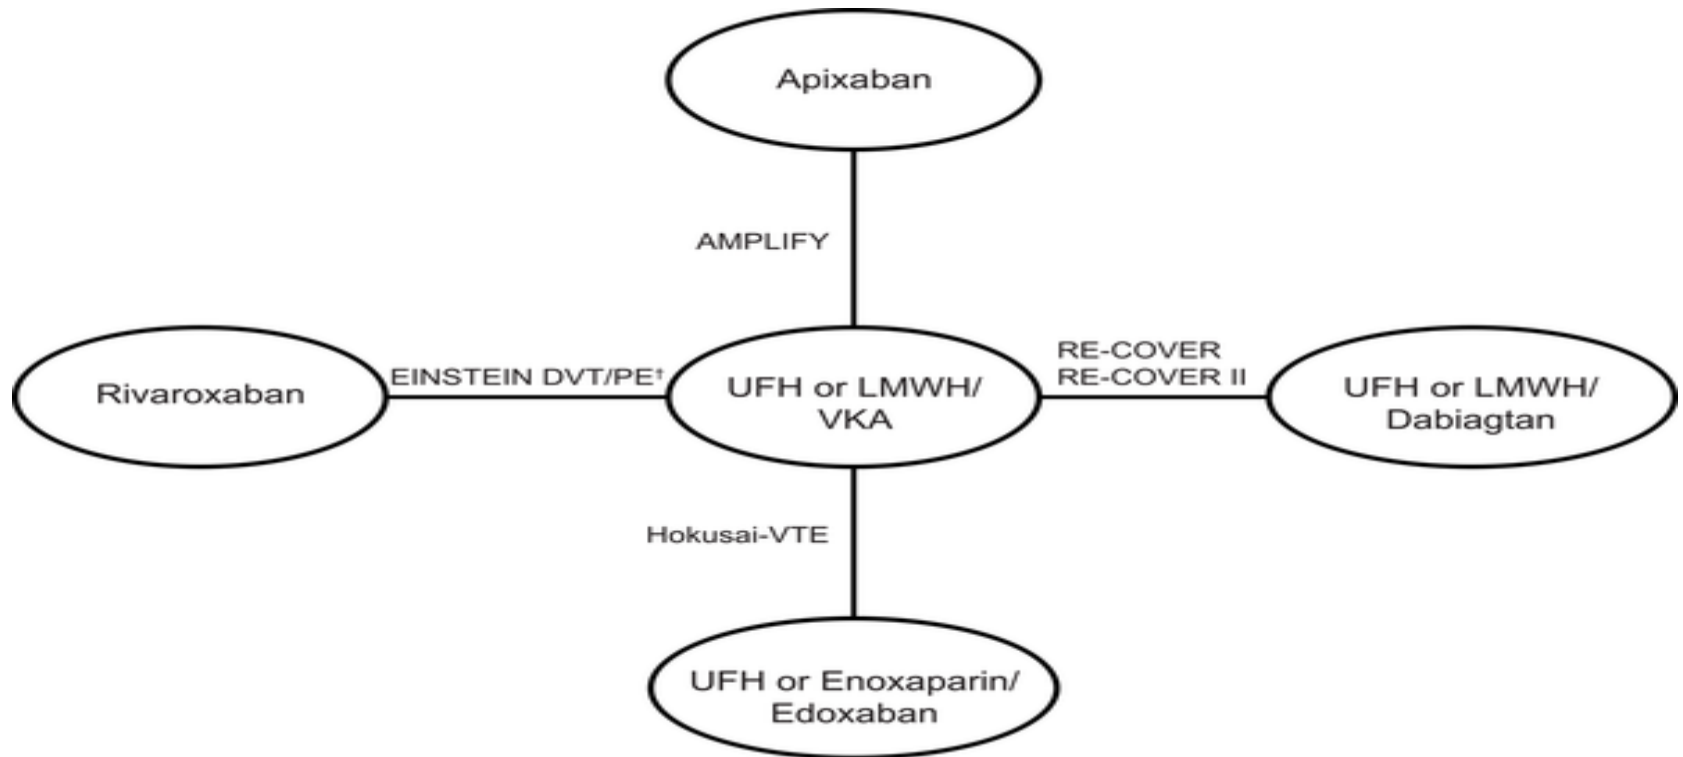 Apixaban
AMPLIFY
Rivaroxaban
EINSTEIN DVT/PE†
UFH or LMWH/
VKA
RE-COVER
RE-COVER II
UFH or LMWH/
Dabiagtan
Hokusai-VTE
UFH or Enoxaparin/
Edoxaban